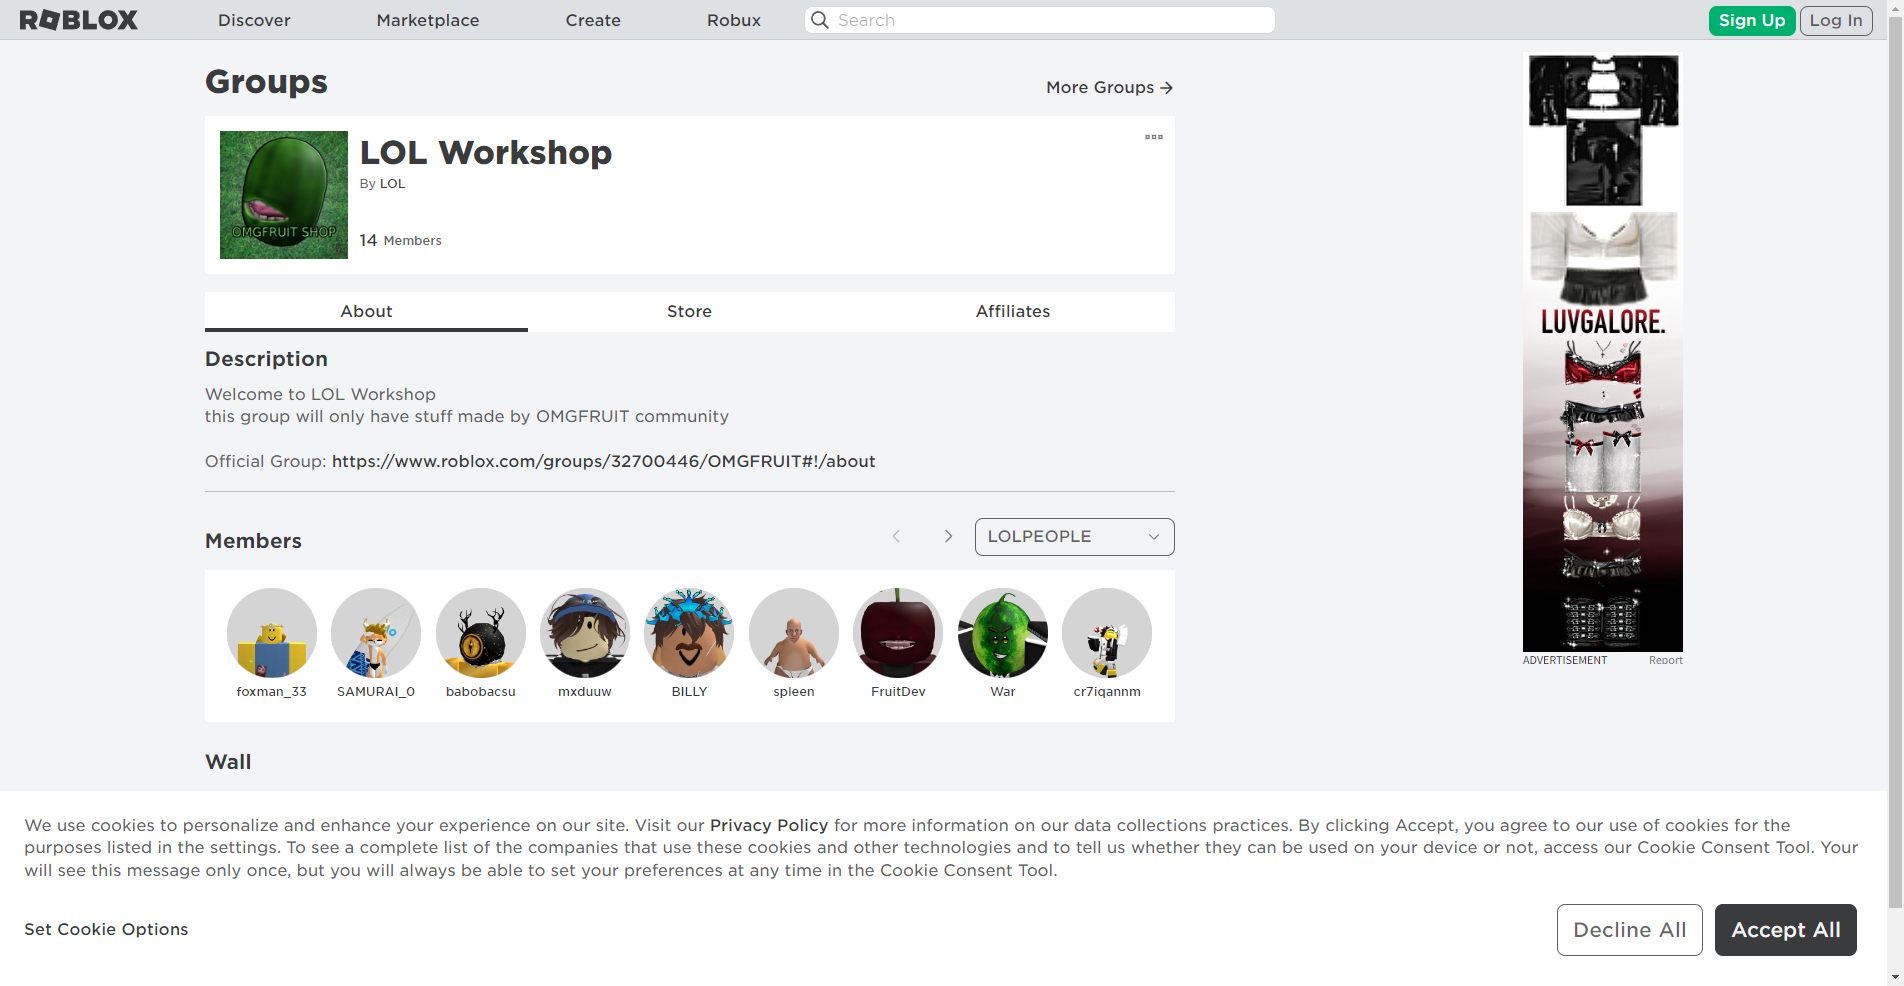 ROBLOX
Discover
Marketplace
Create
Robux
Search
Sign Up
Log In
Groups
More Groups →
OMGFRUIT SHOP
LOL Workshop
By LOL
14 Members
About
Store
Affiliates
Description
Welcome to LOL Workshop
this group will only have stuff made by OMGFRUIT community
Official Group: https://www.roblox.com/groups/32700446/OMGFRUIT#!/about
Members
LOLPEOPLE
foxman_33
SAMURAI_0
babobacsu
mxduuw
BILLY
spleen
FruitDev
War
cr7iqannm
Wall
LUVGALORE.
ADVERTISEMENT
Report
We use cookies to personalize and enhance your experience on our site. Visit our Privacy Policy for more information on our data collections practices. By clicking Accept, you agree to our use of cookies for the
purposes listed in the settings. To see a complete list of the companies that use these cookies and other technologies and to tell us whether they can be used on your device or not, access our Cookie Consent Tool. Your
will see this message only once, but you will always be able to set your preferences at any time in the Cookie Consent Tool.
Set Cookie Options
Decline All
Accept All